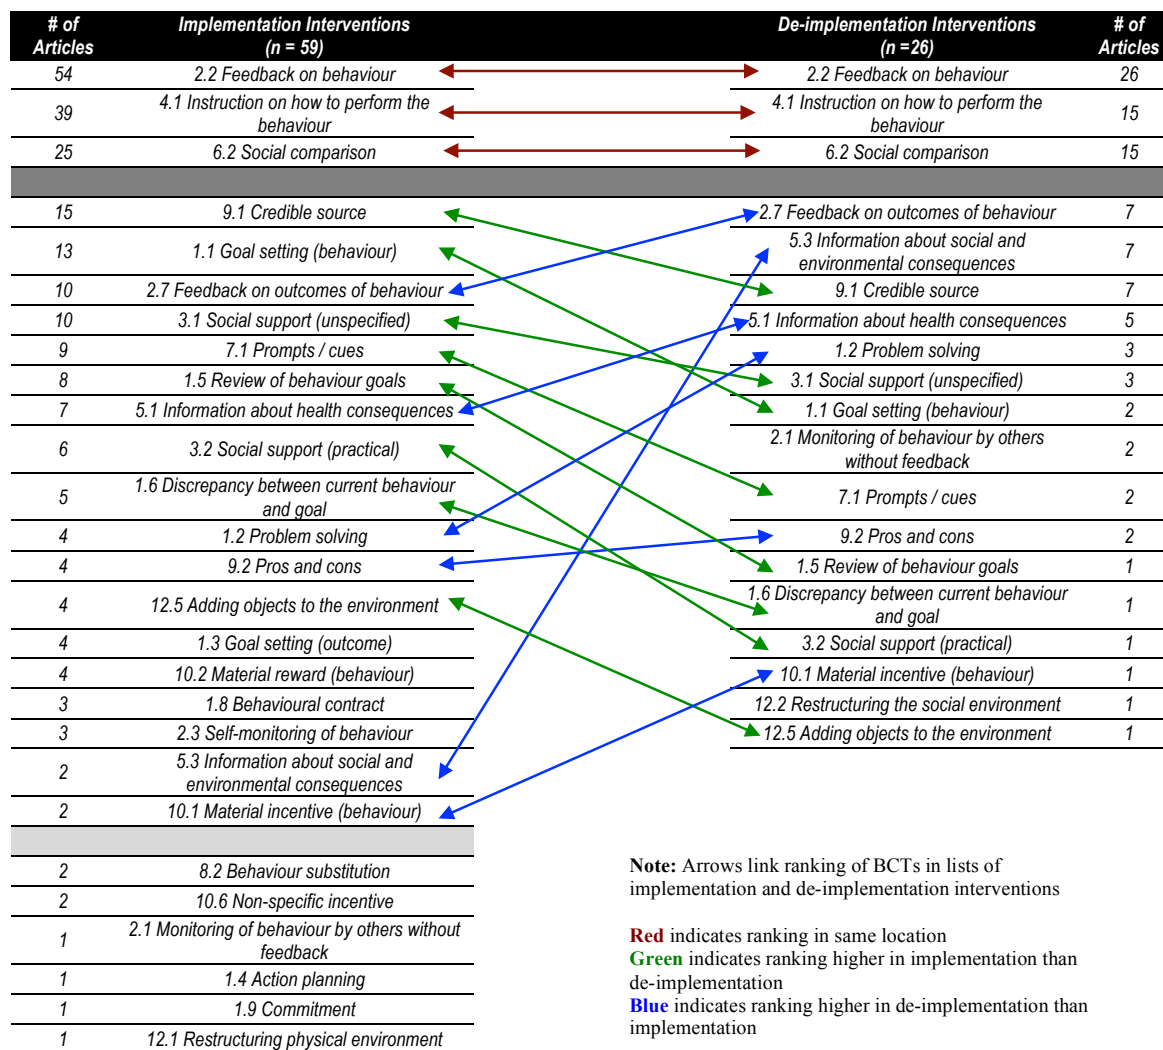 # of Articles Implementation Interventions (n = 59) De-implementation Interventions (n =26) # of Articles
54 2.2 Feedback on behaviour 2.2 Feedback on behaviour 26
39 4.1 Instruction on how to perform the behaviour 4.1 Instruction on how to perform the behaviour 15
25 6.2 Social comparison 6.2 Social comparison 15
15 9.1 Credible source 2.7 Feedback on outcomes of behaviour 7
13 1.1 Goal setting (behaviour) 5.3 Information about social and environmental consequences 7
10 2.7 Feedback on outcomes of behaviour 9.1 Credible source 7
10 3.1 Social support (unspecified) 5.1 Information about health consequences 5
9 7.1 Prompts / cues 1.2 Problem solving 3
8 1.5 Review of behaviour goals 3.1 Social support (unspecified) 3
7 5.1 Information about health consequences 1.1 Goal setting (behaviour) 2
6 3.2 Social support (practical) 2.1 Monitoring of behaviour by others without feedback 2
5 1.6 Discrepancy between current behaviour and goal 7.1 Prompts / cues 2
4 1.2 Problem solving 9.2 Pros and cons 2
4 9.2 Pros and cons 1.5 Review of behaviour goals 1
4 12.5 Adding objects to the environment 1.6 Discrepancy between current behaviour and goal 1
4 1.3 Goal setting (outcome) 3.2 Social support (practical) 1
4 10.2 Material reward (behaviour) 10.1 Material incentive (behaviour) 1
3 1.8 Behavioural contract 12.2 Restructuring the social environment 1
3 2.3 Self-monitoring of behaviour 12.5 Adding objects to the environment 1
2 5.3 Information about social and environmental consequences
2 10.1 Material incentive (behaviour)
2 8.2 Behaviour substitution
2 10.6 Non-specific incentive
1 2.1 Monitoring of behaviour by others without feedback
1 1.4 Action planning
1 1.9 Commitment
1 12.1 Restructuring physical environment
Note: Arrows link ranking of BCTs in lists of
implementation and de-implementation interventions
Red indicates ranking in same location
Green indicates ranking higher in implementation than
de-implementation
Blue indicates ranking higher in de-implementation than
implementation